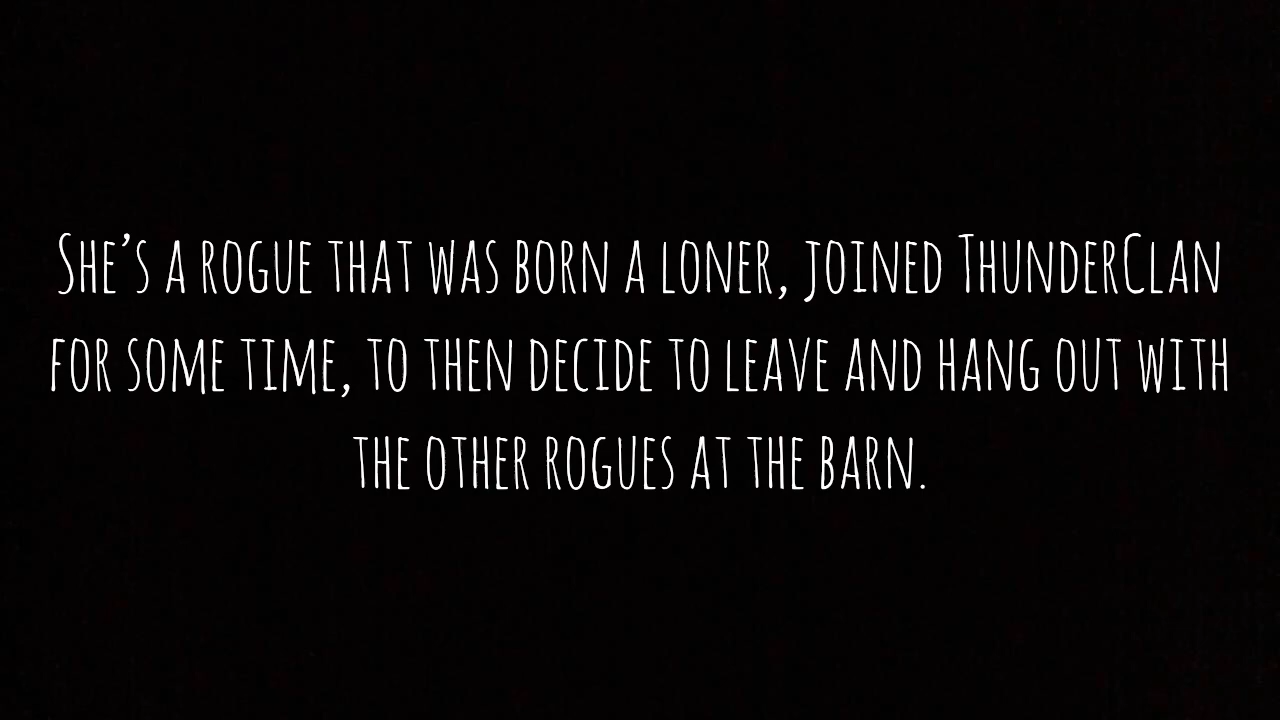 She's a rogue that was born a loner, joined ThunderClan
for some time, to then decide to leave and hang out with
the other rogues at the barn.